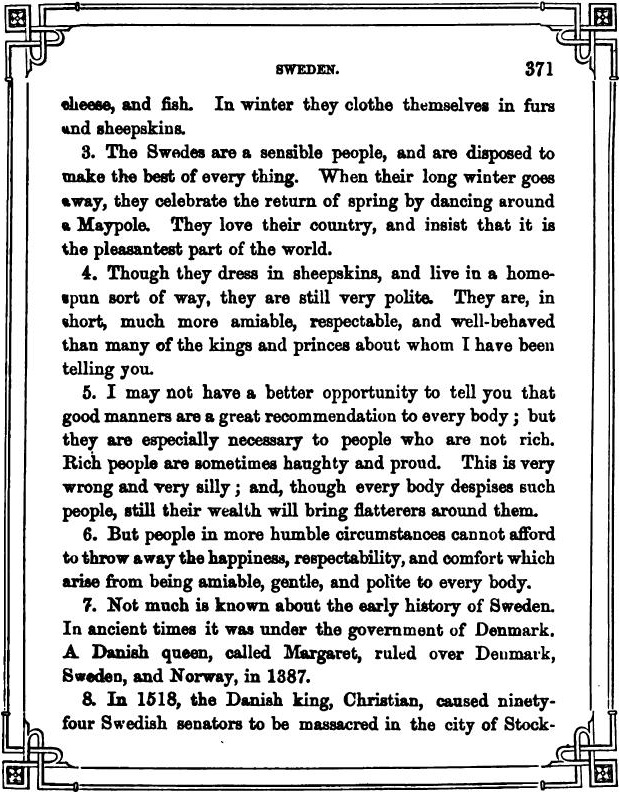 SWEDEN. 371
cheese, and fish. In winter they clothe themselves in furs
and sheepskins.
3. The Swedes are a sensible people, and are disposed to
make the best of every thing. When their long winter goes
away, they celebrate the return of spring by dancing around
a Maypole. They love their country, and insist that it is
the pleasantest part of the world.
4. Though they dress in sheepskins, and live in a home-
spun sort of way, they are still very polite. They are, in
short, much more amiable, respectable, and well-behaved
than many of the kings and princes about whom I have been
telling you.
5. I may not have a better opportunity to tell you that
good manners are a great recommendation to every body; but
they are especially necessary to people who are not rich.
Rich people are sometimes haughty and proud. This is very
wrong and very silly; and, though every body despises such
people, still their wealth will bring flatterers around them.
6. But people in more humble circumstances cannot afford
to throw away the happiness, respectability, and comfort which
arise from being amiable, gentle, and polite to every body.
7. Not much is known about the early history of Sweden.
In ancient times it was under the government of Denmark.
A Danish queen, called Margaret, ruled over Denmark,
Sweden, and Norway, in 1387.
8. In 1518, the Danish king, Christian, caused ninety-
four Swedish senators to be massacred in the city of Stock-